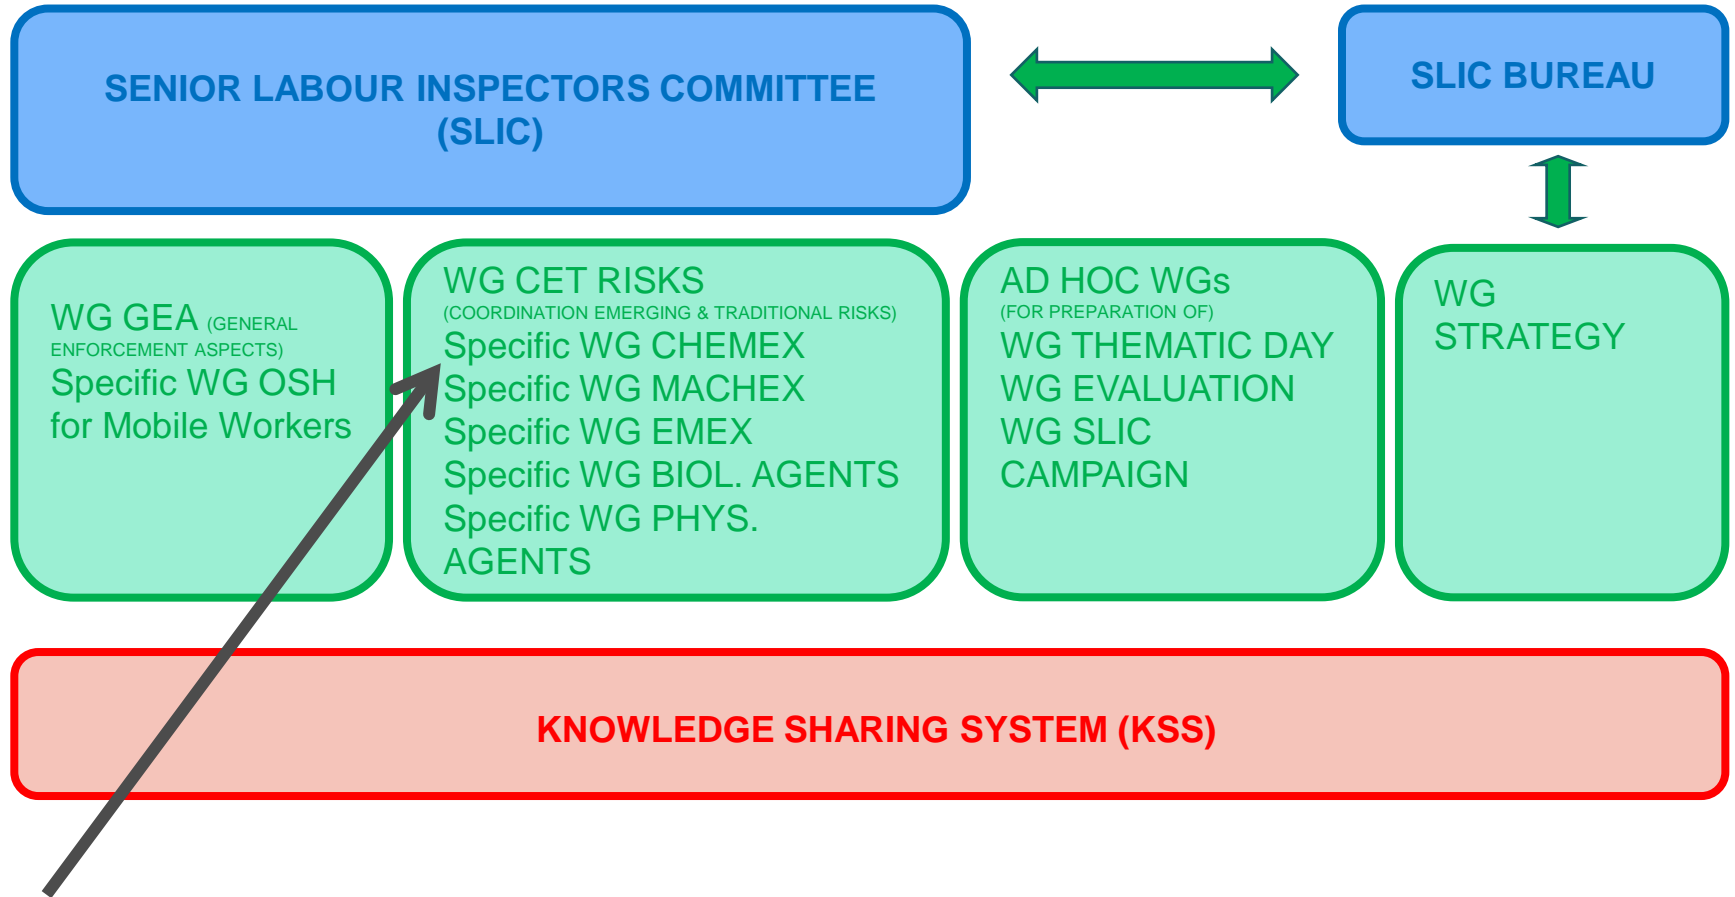 SENIOR LABOUR INSPECTORS COMMITTEE
(SLIC)
SLIC BUREAU
WG GEA (GENERAL
ENFORCEMENT ASPECTS)
Specific WG OSH
for Mobile Workers
WG CET RISKS
(COORDINATION EMERGING & TRADITIONAL RISKS)
Specific WG CHEMEX
Specific WG MACHEX
Specific WG EMEX
Specific WG BIOL. AGENTS
Specific WG PHYS.
AGENTS
AD HOC WGs
(FOR PREPARATION OF)
WG THEMATIC DAY
WG EVALUATION
WG SLIC
CAMPAIGN
WG
STRATEGY
KNOWLEDGE SHARING SYSTEM (KSS)